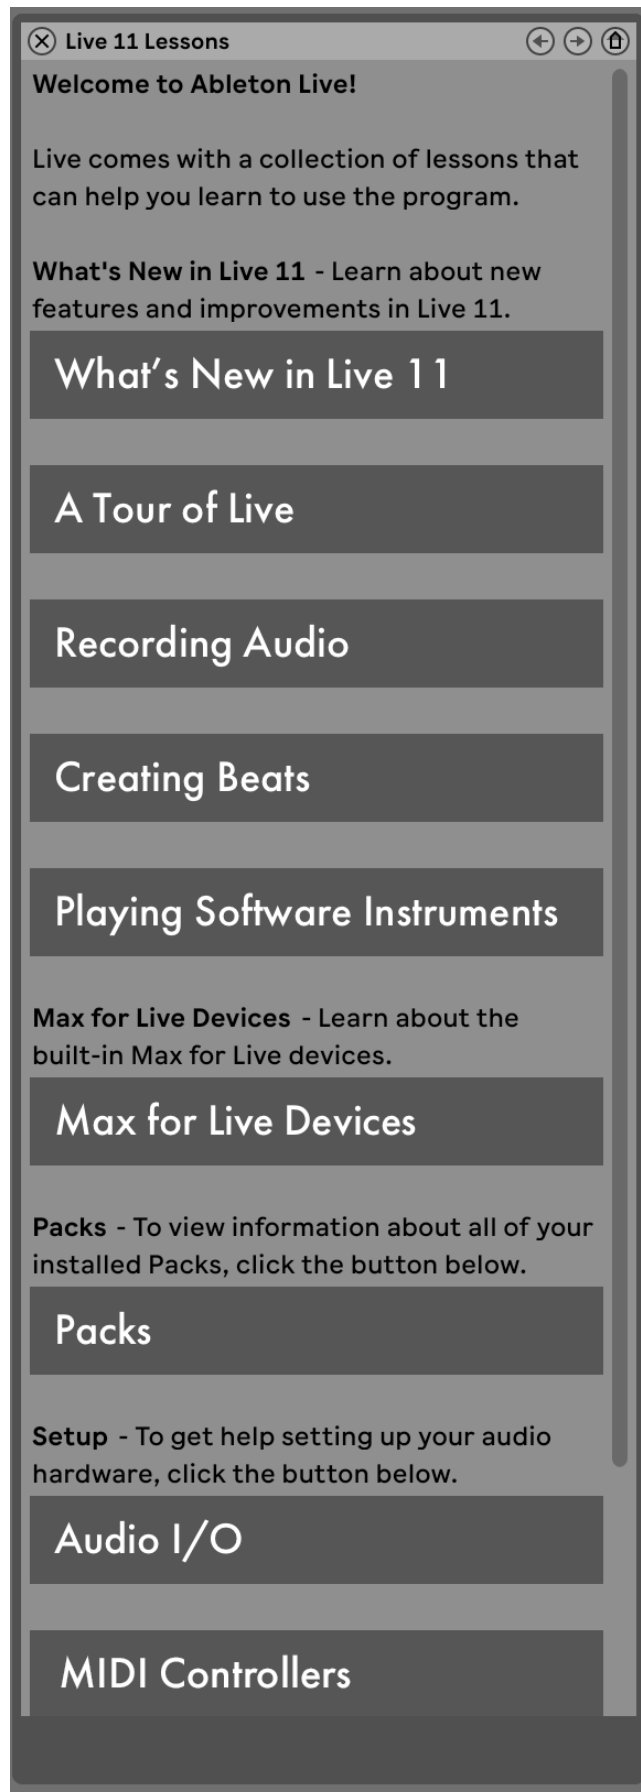 Live 11 Lessons
Welcome to Ableton Live!
Live comes with a collection of lessons that
can help you learn to use the program.
What's New in Live 11 - Learn about new
features and improvements in Live 11.
What’s New in Live 11
A Tour of Live
Recording Audio
Creating Beats
Playing Software Instruments
Max for Live Devices - Learn about the
built-in Max for Live devices.
Max for Live Devices
Packs - To view information about all of your
installed Packs, click the button below.
Packs
Setup - To get help setting up your audio
hardware, click the button below.
Audio I/O
MIDI Controllers